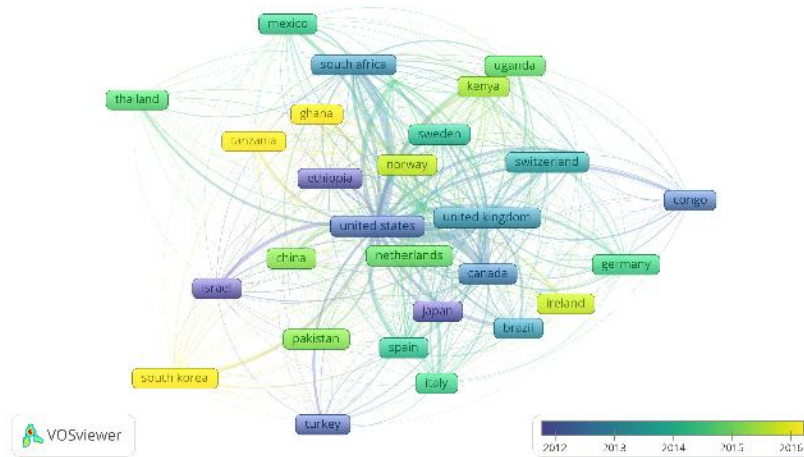 mexico
south africa
uganda
kenya
thailand
ghana
sweden
tanzania
norway
switzerland
ethiopia
congo
united kingdom
united states
netherlands
china
germany
canada
israel
ireland
japan
brazil
pakistan
spain
south korea
italy
turkey
VOSviewer
2012 2013 2014 2015 2016